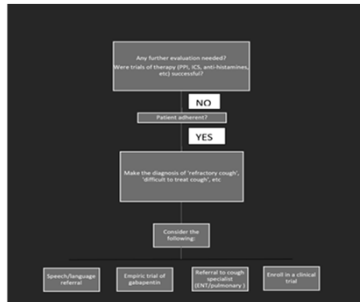 Any further evaluation needed?
Were trials of therapy (PPI, ICS, anti-histamines,
etc) successful?
NO
Patient adherent?
YES
Make the diagnosis of 'refractory cough',
'difficult to treat cough', etc
Consider the
following:
Speech/language
referral
Empiric trial of
gabapentin
Referral to cough
specialist
(ENT/pulmonary )
Enroll in a clinical
trial